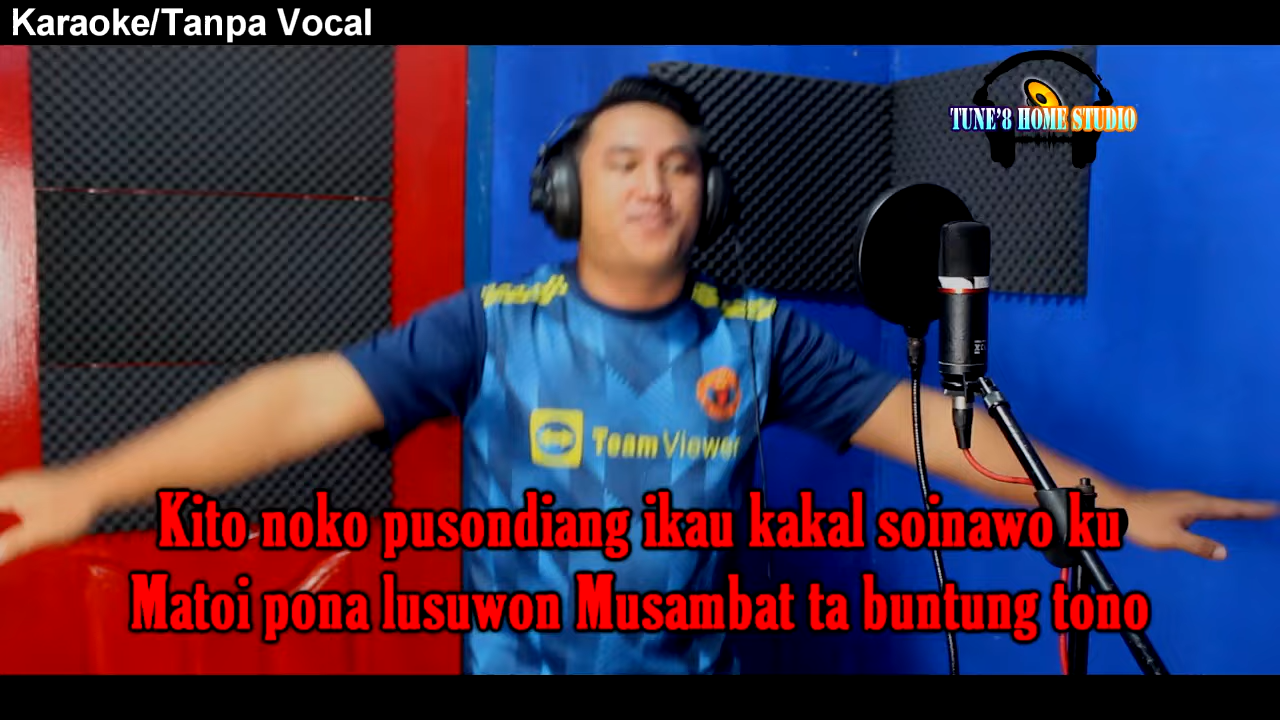 Karaoke/Tanpa Vocal
TUNE'8 HOME STUDIO
TeamViewer
Kito noko pusondiang ikau kakal soinawo ku
Matoi pona lusuwon Musambat ta buntung tono